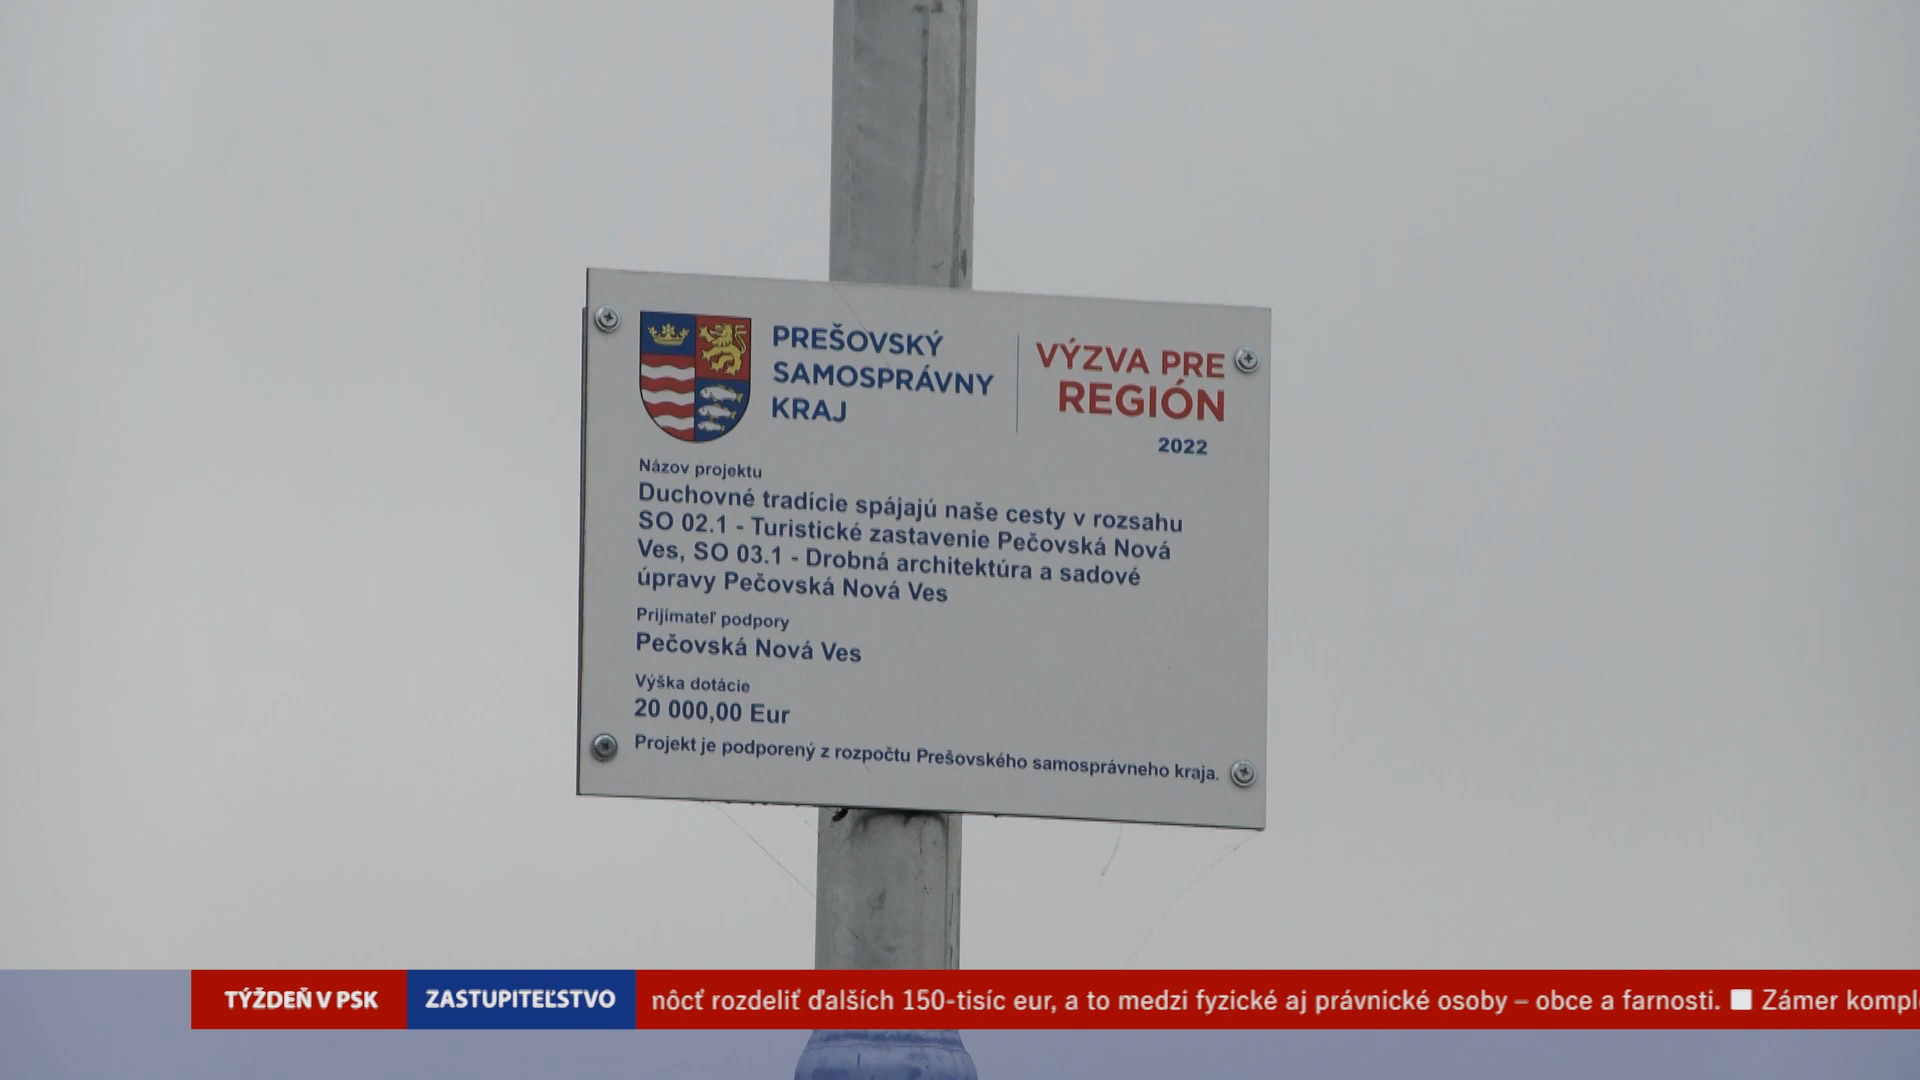 PREŠOVSKÝ
SAMOSPRÁVNY
KRAJ
VÝZVA PRE
REGIÓN
2022
Názov projektu
Duchovné tradície spájajú naše cesty v rozsahu
SO 02.1 - Turistické zastavenie Pečovská Nová
Ves, SO 03.1 - Drobná architektúra a sadové
úpravy Pečovská Nová Ves
Prijímateľ podpory
Pečovská Nová Ves
Výška dotácie
20 000,00 Eur
Projekt je podporený z rozpočtu Prešovského samosprávneho kraja.
TÝŽDEŇ V PSK ZASTUPITEĽSTVO nôcť rozdeliť ďalších 150-tisíc eur, a to medzi fyzické aj právnické osoby – obce a farnosti. Zámer kompl